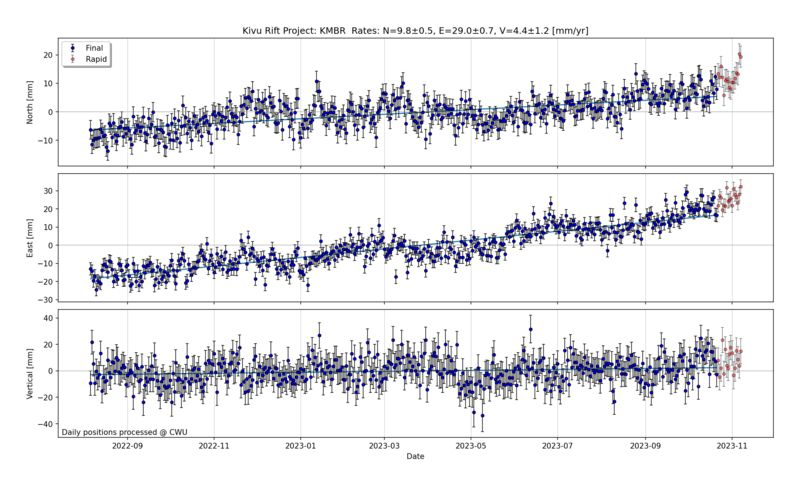 Kivu Rift Project: KMBR Rates: N=9.8±0.5, E=29.0±0.7, V=4.4±1.2 [mm/yr]
Final
Rapid
20
10
0
−10
North [mm]
30
20
10
0
−10
−20
−30
East [mm]
40
20
0
−20
−40
Vertical [mm]
Daily positions processed @ CWU
2022-09 2022-11 2023-01 2023-03 2023-05 2023-07 2023-09 2023-11
Date